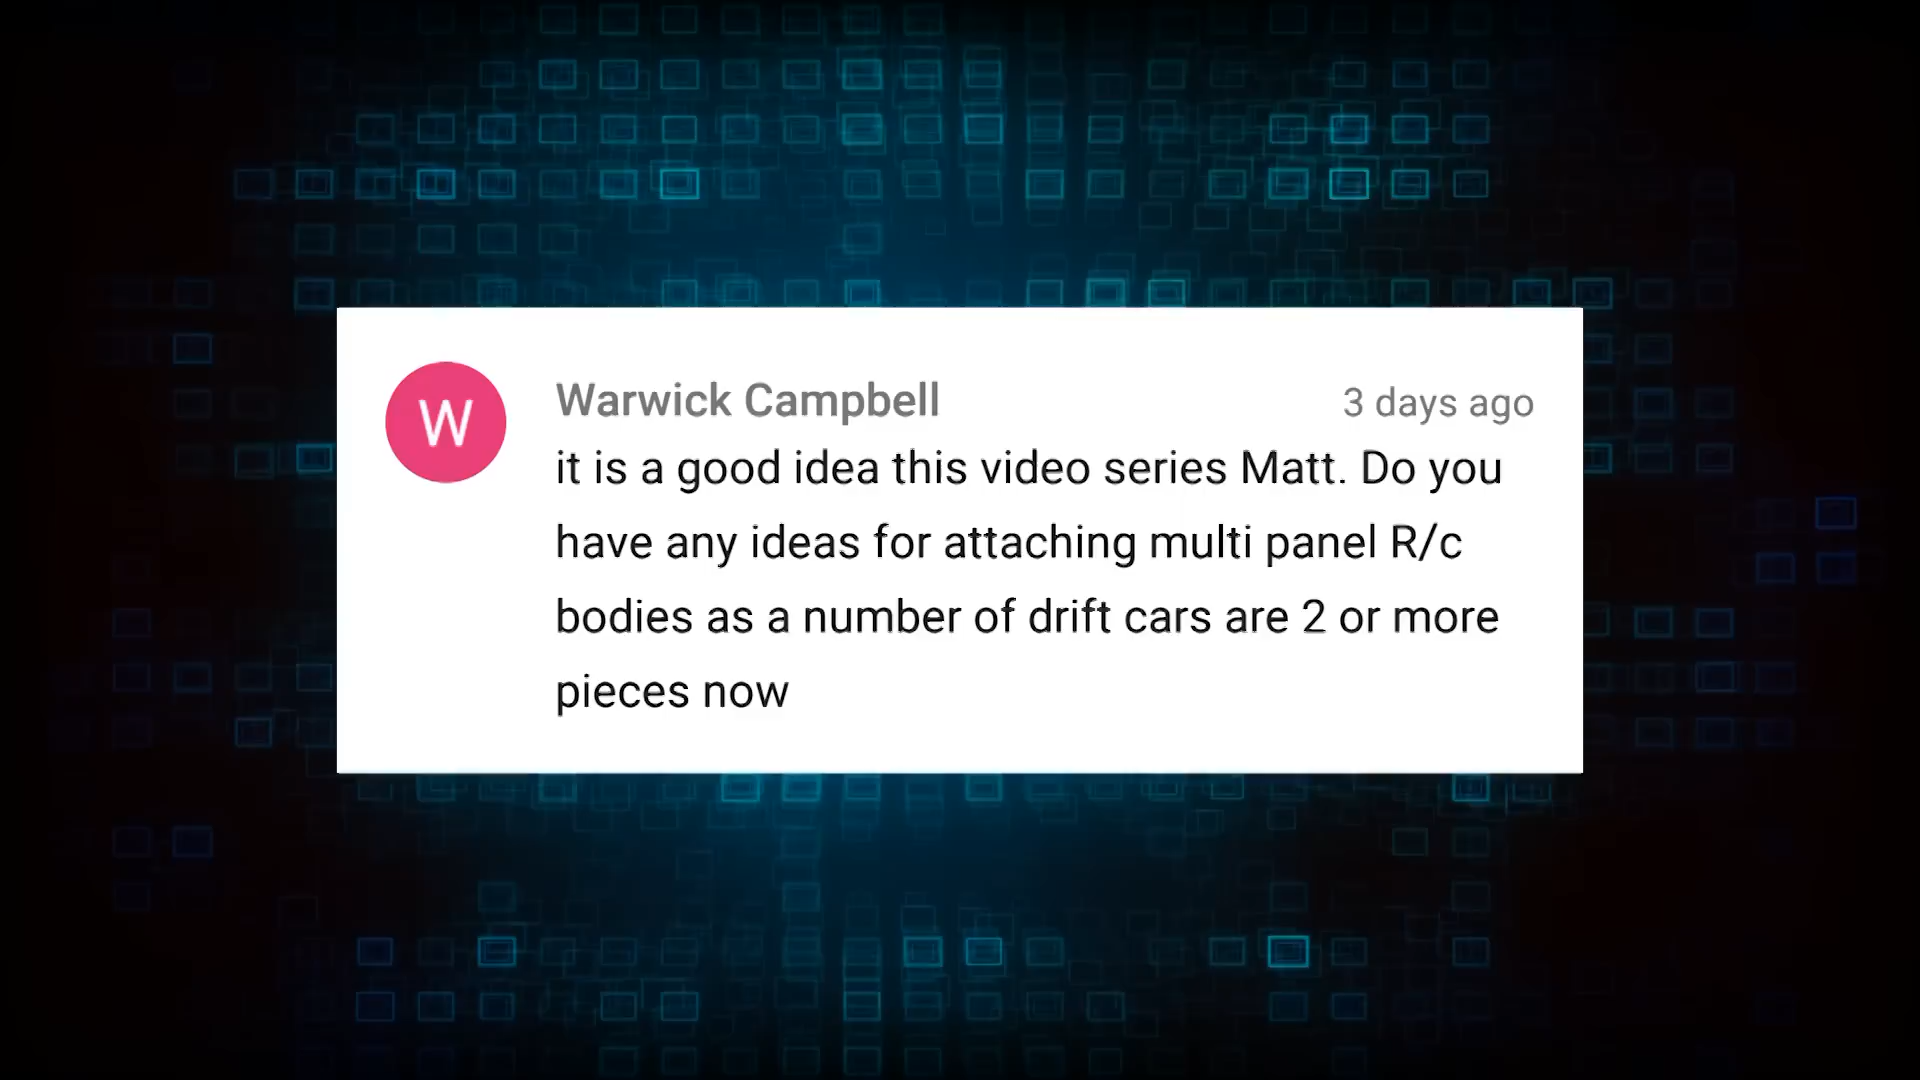 W
Warwick Campbell 3 days ago
it is a good idea this video series Matt. Do you
have any ideas for attaching multi panel R/c
bodies as a number of drift cars are 2 or more
pieces now